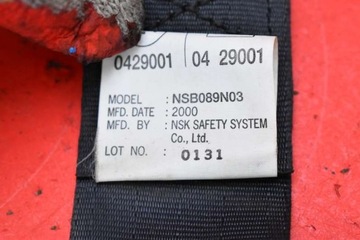 0429001 04 29001
MODEL : NSB089N03
MFD. DATE : 2000
MFD. BY : NSK SAFETY SYSTEM
Co., Ltd.
LOT NO. : 0131